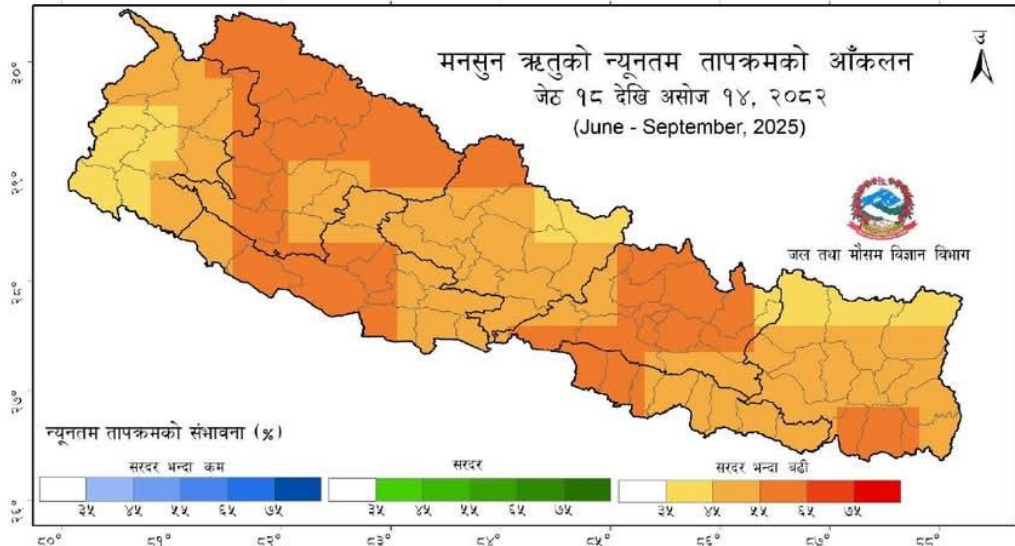 उ
मनसुन ऋतुको न्यूनतम तापक्रमको आँकलन
जेठ १८ देखि असोज १४, २०८२
(June - September, 2025)
जल तथा मौसम विज्ञान विभाग
३०°
२९°
२८°
२७°
२६°
न्यूनतम तापक्रमको संभावना (%)
सरदर भन्दा कम
सरदर
सरदर भन्दा बढी
३५ ४५ ५५ ६५ ७५
३५ ४५ ५५ ६५ ७५
३५ ४५ ५५ ६५ ७५
८०° ८१° ८२° ८३° ८४° ८५° ८६° ८७° ८८°